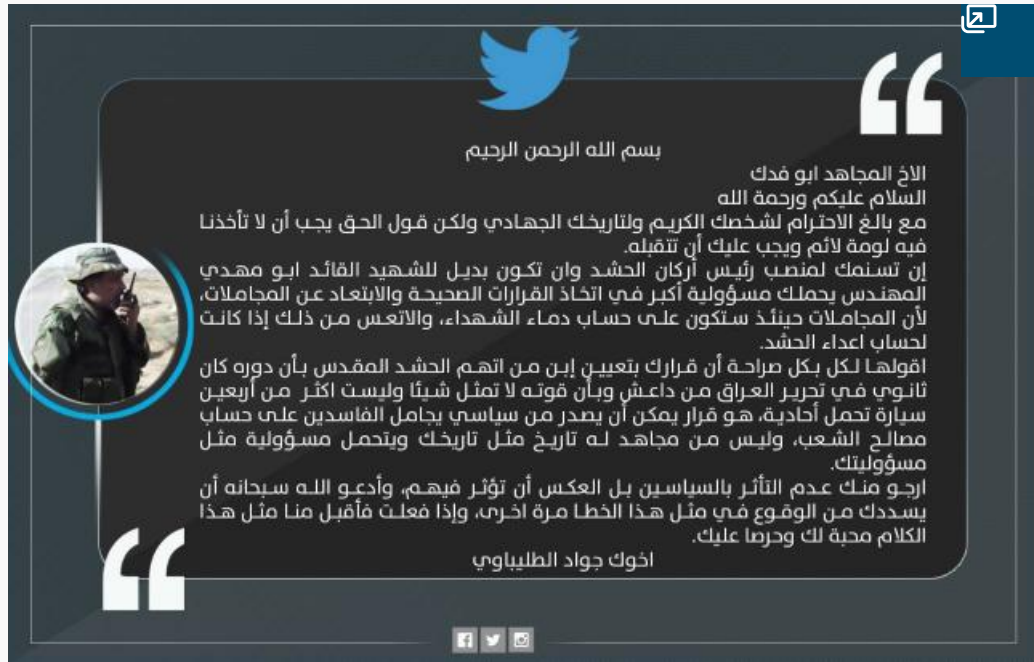 بسم الله الرحمن الرحيم
الاخ المجاهد ابو فدك
السلام عليكم ورحمة الله
مع بالغ الاحترام لشخصك الكريم ولتاريخك الجهادي ولكن قول الحق يجب أن لا تأخذنا
فيه لومة لائم ويجب عليك أن تتقبله.
إن تسنمك لمنصب رئيس أركان الحشد وان تكون بديل للشهيد القائد ابو مهدي
المهندس يحملك مسؤولية أكبر في اتخاذ القرارات الصحيحة والابتعاد عن المجاملات،
لأن المجاملات حينئذ ستكون على حساب دماء الشهداء، والاتعس من ذلك إذا كانت
لحساب اعداء الحشد.
اقولها لكل بكل صراحة أن قرارك بتعيين إبن من اتهم الحشد المقدس بأن دوره كان
ثانوي في تحرير العراق من داعش وبأن قوته لا تمثل شيئا وليست اكثر من أربعين
سيارة تحمل أحادية، هو قرار يمكن أن يصدر من سياسي يجامل الفاسدين على حساب
مصالح الشعب، وليس من مجاهد له تاريخ مثل تاريخك ويتحمل مسؤولية مثل
مسؤوليتك.
ارجو منك عدم التأثر بالسياسين بل العكس أن تؤثر فيهم، وأدعو الله سبحانه أن
يسددك من الوقوع في مثل هذا الخطا مرة اخرى، وإذا فعلت فأقبل منا مثل هذا
الكلام محبة لك وحرصا عليك.
اخوك جواد الطليباوي